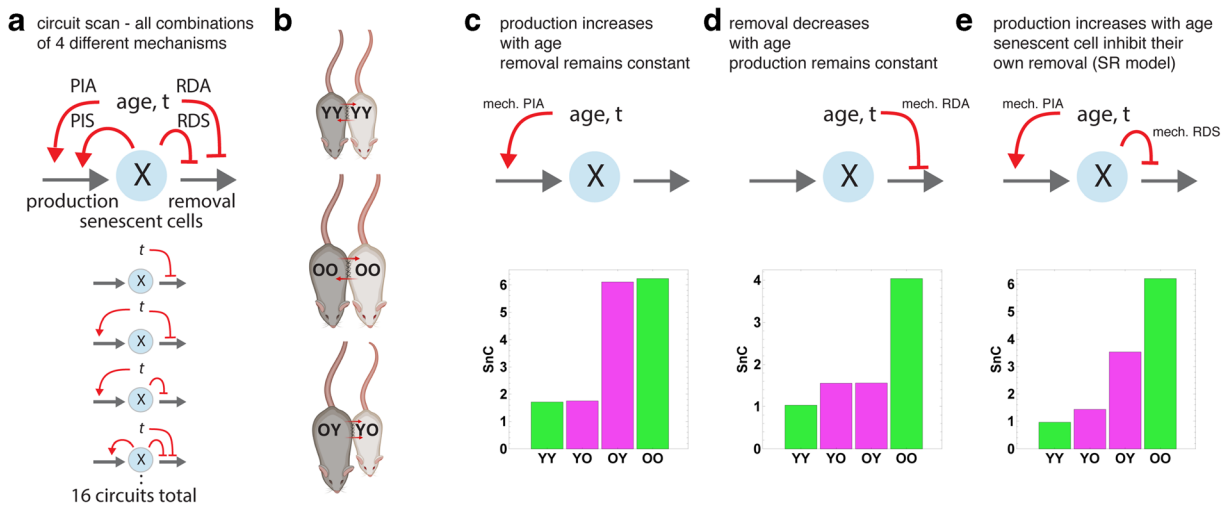 a circuit scan - all combinations
of 4 different mechanisms
PIA age, t RDA
PIS RDS
X
production removal
senescent cells
t
X
t
X
t
X
t
X
⋮
16 circuits total
b
YY YY
OO OO
OY YO
c production increases
with age
removal remains constant
mech. PIA
age, t
X
SnC
6
5
4
3
2
1
0
YY YO OY OO
d removal decreases
with age
production remains constant
age, t mech. RDA
X
SnC
4
3
2
1
0
YY YO OY OO
e production increases with age
senescent cell inhibit their
own removal (SR model)
mech. PIA
age, t
mech. RDS
X
SnC
6
5
4
3
2
1
0
YY YO OY OO